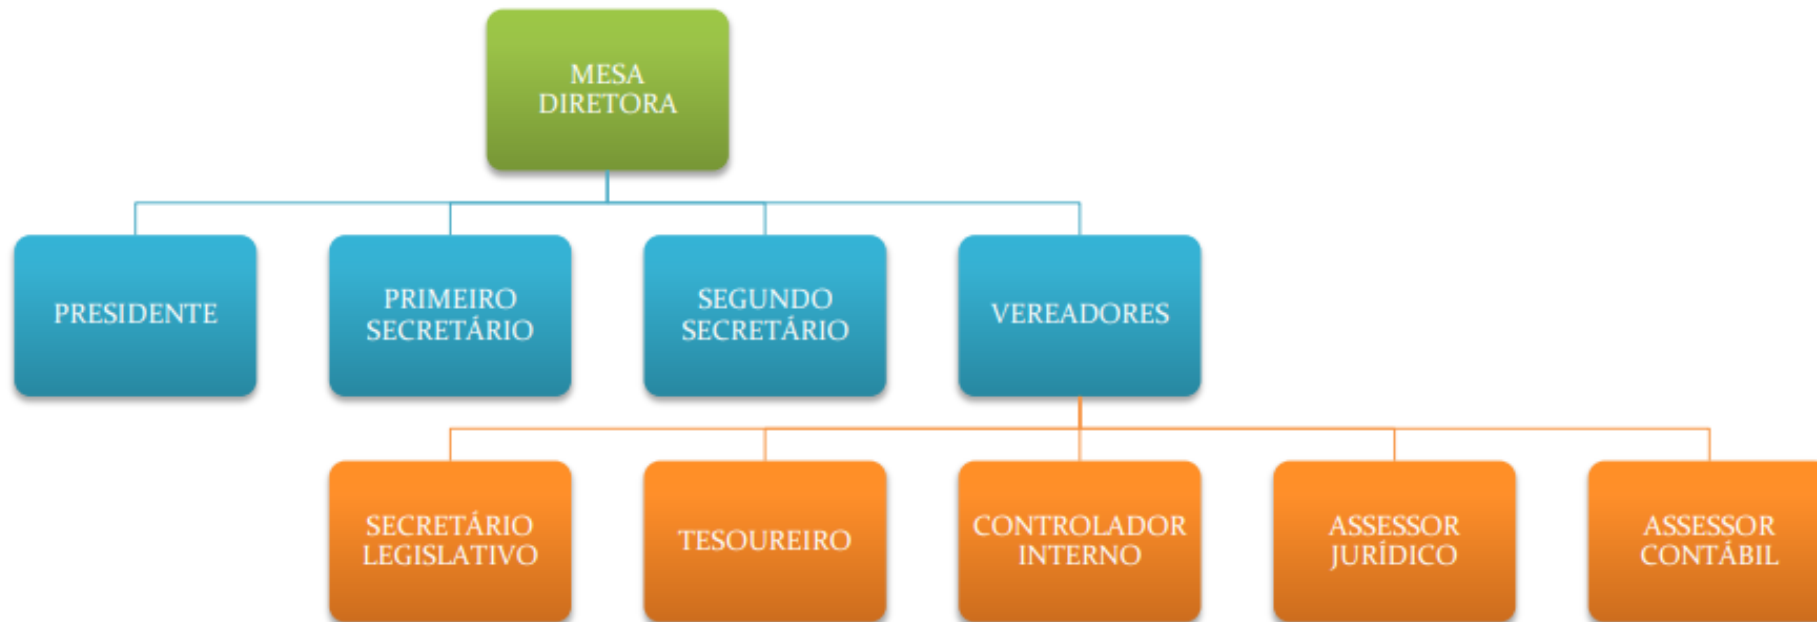 MESA
DIRETORA
PRESIDENTE
PRIMEIRO
SECRETÁRIO
SEGUNDO
SECRETÁRIO
VEREADORES
SECRETÁRIO
LEGISLATIVO
TESOUREIRO
CONTROLADOR
INTERNO
ASSESSOR
JURÍDICO
ASSESSOR
CONTÁBIL